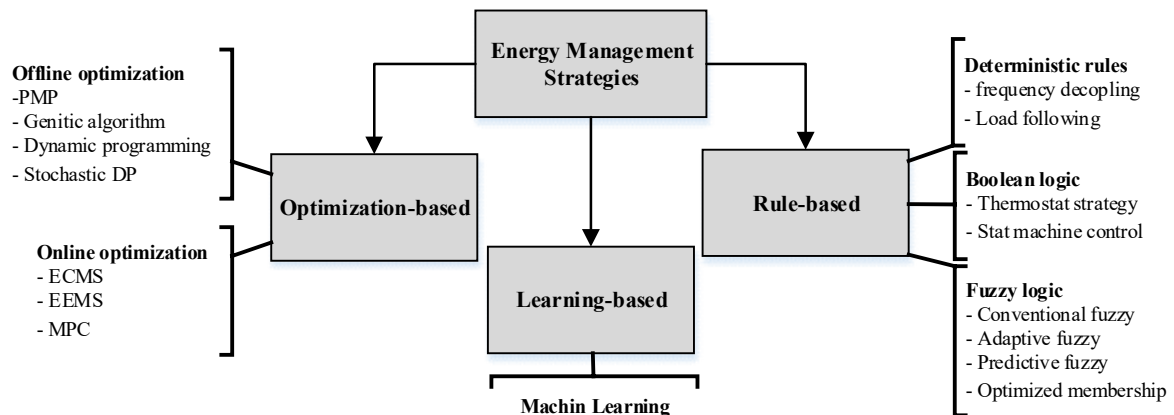 Energy Management
Strategies
Offline optimization
-PMP
- Genitic algorithm
- Dynamic programming
- Stochastic DP
Optimization-based
Online optimization
- ECMS
- EEMS
- MPC
Learning-based
Machin Learning
Rule-based
Deterministic rules
- frequency decopling
- Load following
Boolean logic
- Thermostat strategy
- Stat machine control
Fuzzy logic
- Conventional fuzzy
- Adaptive fuzzy
- Predictive fuzzy
- Optimized membership